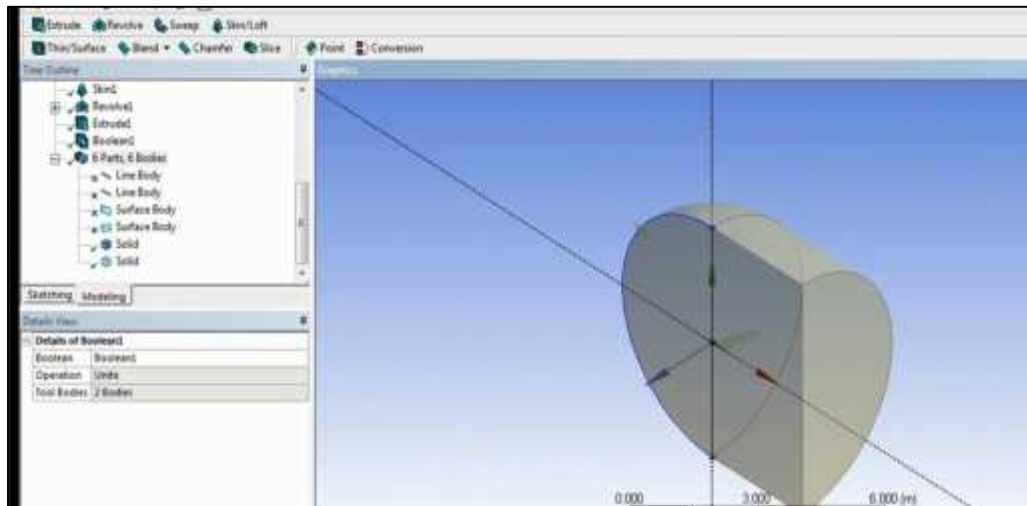 Extrude Revolve Sweep Skin/Loft
Thin/Surface Blend Chamfer Slice Point Conversion
Tree Outline
Graphics
Skin1
Revolve1
Extrude1
Boolean1
6 Parts, 6 Bodies
Line Body
Line Body
Surface Body
Surface Body
Solid
Solid
Sketching Modeling
Details View
Details of Boolean1
Boolean Boolean1
Operation Unite
Tool Bodies 2 Bodies
0.000 3.000 6.000 (m)